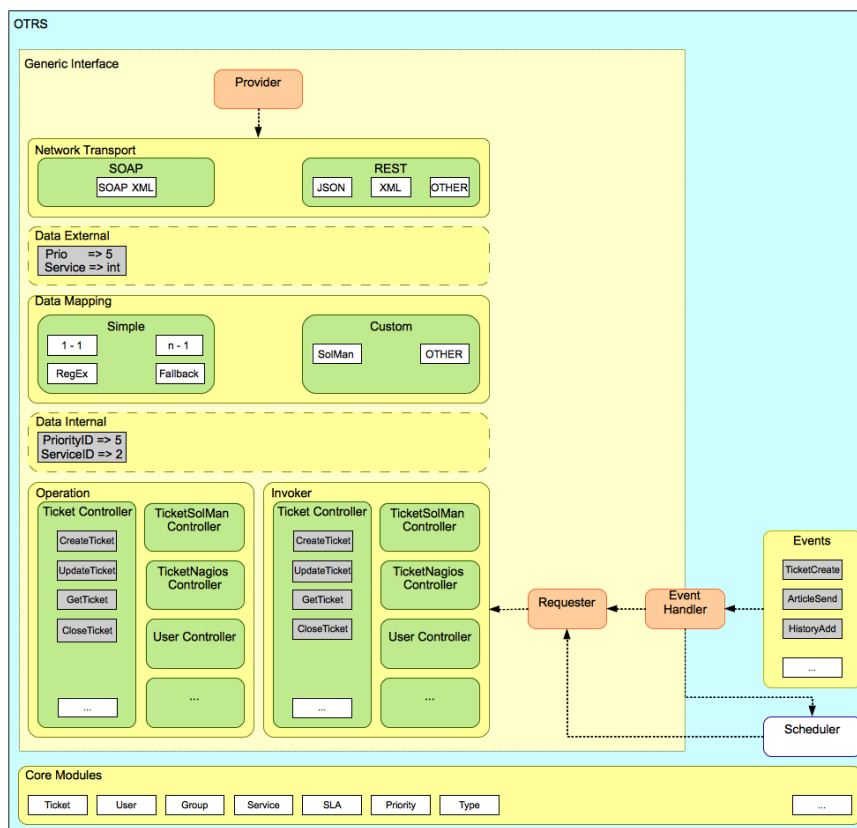 OTRS
Generic Interface
Provider
Network Transport
SOAP
SOAP XML
REST
JSON
XML
OTHER
Data External
Prio => 5
Service => int
Data Mapping
Simple
1 - 1
n - 1
RegEx
Fallback
Custom
SolMan
OTHER
Data Internal
PriorityID => 5
ServiceID => 2
Operation
Ticket Controller
CreateTicket
UpdateTicket
GetTicket
CloseTicket
...
TicketSolMan
Controller
TicketNagios
Controller
User Controller
...
Invoker
Ticket Controller
CreateTicket
UpdateTicket
GetTicket
CloseTicket
...
TicketSolMan
Controller
TicketNagios
Controller
User Controller
...
Requester
Event
Handler
Events
TicketCreate
ArticleSend
HistoryAdd
...
Scheduler
Core Modules
Ticket
User
Group
Service
SLA
Priority
Type
...